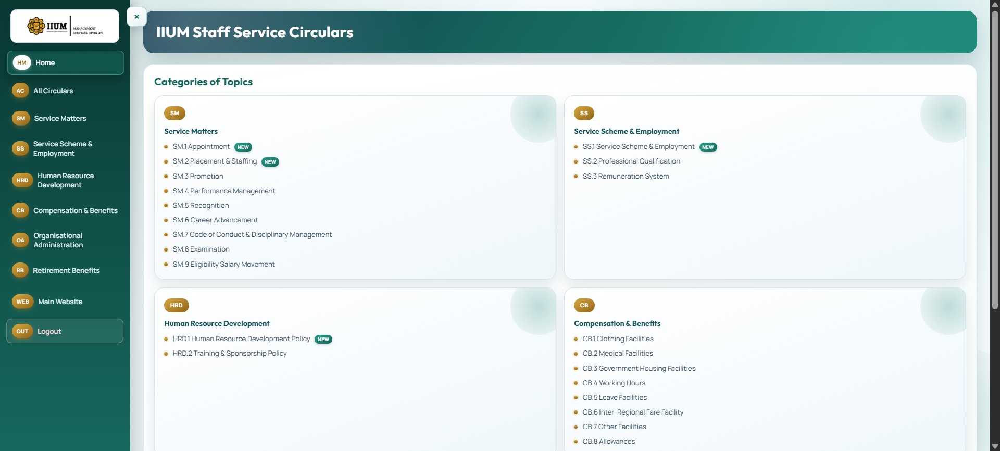 IIUM
MANAGEMENT
SERVICES DIVISION
×
HM Home
AC All Circulars
SM Service Matters
SS Service Scheme &
Employment
HRD Human Resource
Development
CB Compensation & Benefits
OA Organisational
Administration
RB Retirement Benefits
WEB Main Website
OUT Logout
IIUM Staff Service Circulars
Categories of Topics
SM
Service Matters
SM.1 Appointment NEW
SM.2 Placement & Staffing NEW
SM.3 Promotion
SM.4 Performance Management
SM.5 Recognition
SM.6 Career Advancement
SM.7 Code of Conduct & Disciplinary Management
SM.8 Examination
SM.9 Eligibility Salary Movement
SS
Service Scheme & Employment
SS.1 Service Scheme & Employment NEW
SS.2 Professional Qualification
SS.3 Remuneration System
HRD
Human Resource Development
HRD.1 Human Resource Development Policy NEW
HRD.2 Training & Sponsorship Policy
CB
Compensation & Benefits
CB.1 Clothing Facilities
CB.2 Medical Facilities
CB.3 Government Housing Facilities
CB.4 Working Hours
CB.5 Leave Facilities
CB.6 Inter-Regional Fare Facility
CB.7 Other Facilities
CB.8 Allowances